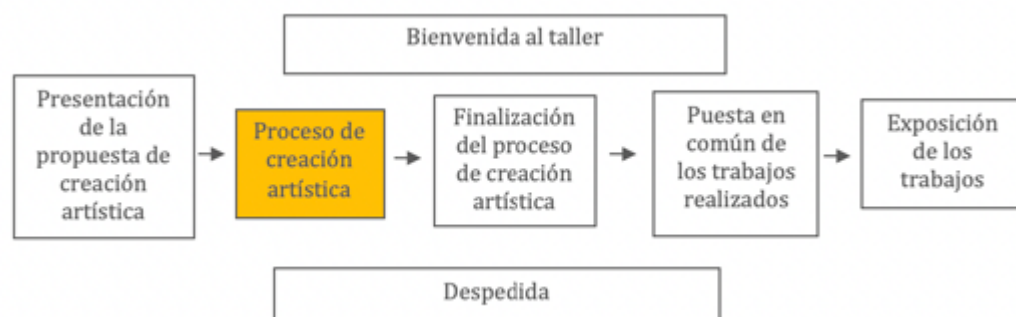 Bienvenida al taller
Presentación
de la
propuesta de
creación
artística
Proceso de
creación
artística
Finalización
del proceso
de creación
artística
Puesta en
común de
los trabajos
realizados
Exposición
de los
trabajos
Despedida